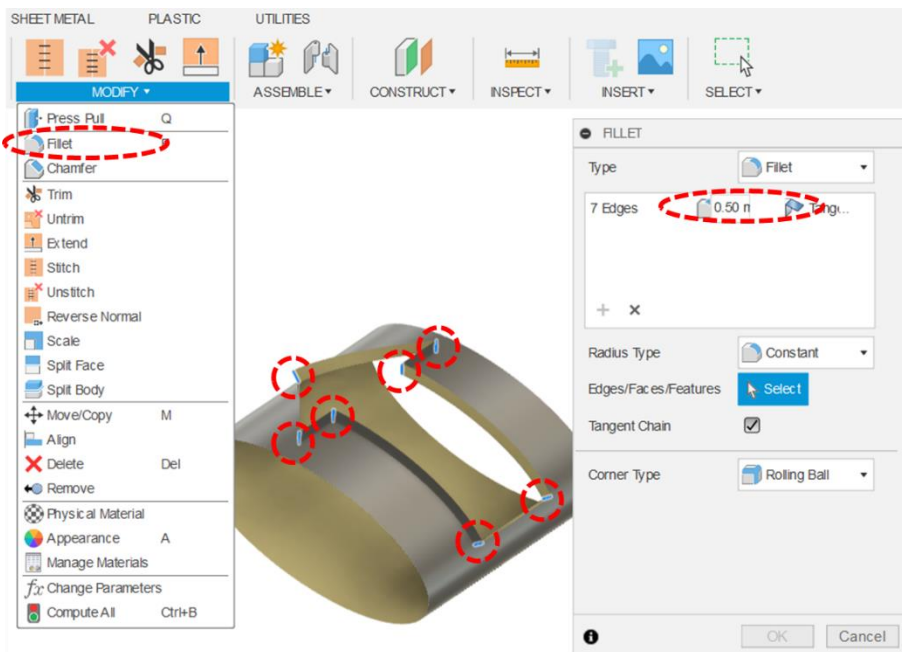 SHEET METAL PLASTIC UTILITIES
MODIFY ASSEMBLE CONSTRUCT INSPECT INSERT SELECT
Press Pull Q
Fillet
Chamfer
Trim
Untrim
Extend
Stitch
Unstitch
Reverse Normal
Scale
Split Face
Split Body
Move/Copy M
Align
Delete Del
Remove
Physical Material
Appearance A
Manage Materials
fx Change Parameters
Compute All Ctrl+B
FILLET
Type Fillet
7 Edges 0.50 m Tange...
Radius Type Constant
Edges/Faces/Features Select
Tangent Chain
Corner Type Rolling Ball
OK Cancel